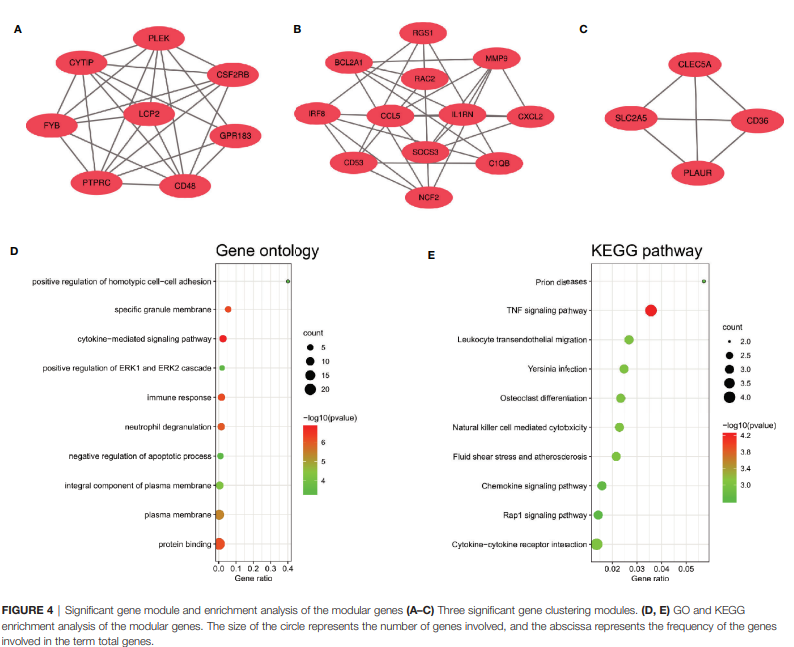 A
PLEK
CYTIP
CSF2RB
LCP2
FYB
GPR183
PTPRC
CD48
B
RGS1
BCL2A1
MMP9
RAC2
IRF8
CCL5
IL1RN
CXCL2
SOCS3
CD53
C1QB
NCF2
C
CLEC5A
SLC2A5
CD36
PLAUR
D
Gene ontology
positive regulation of homotypic cell-cell adhesion
specific granule membrane
cytokine-mediated signaling pathway
positive regulation of ERK1 and ERK2 cascade
immune response
neutrophil degranulation
negative regulation of apoptotic process
integral component of plasma membrane
plasma membrane
protein binding
0.0 0.1 0.2 0.3 0.4
Gene ratio
count
5
10
15
20
−log10(pvalue)
6
5
4
E
KEGG pathway
Prion diseases
TNF signaling pathway
Leukocyte transendothelial migration
Yersinia infection
Osteoclast differentiation
Natural killer cell mediated cytotoxicity
Fluid shear stress and atherosclerosis
Chemokine signaling pathway
Rap1 signaling pathway
Cytokine−cytokine receptor interaction
0.02 0.03 0.04 0.05
Gene ratio
count
2.0
2.5
3.0
3.5
4.0
−log10(pvalue)
4.2
3.8
3.4
3.0
FIGURE 4 | Significant gene module and enrichment analysis of the modular genes (A–C) Three significant gene clustering modules. (D, E) GO and KEGG
enrichment analysis of the modular genes. The size of the circle represents the number of genes involved, and the abscissa represents the frequency of the genes
involved in the term total genes.